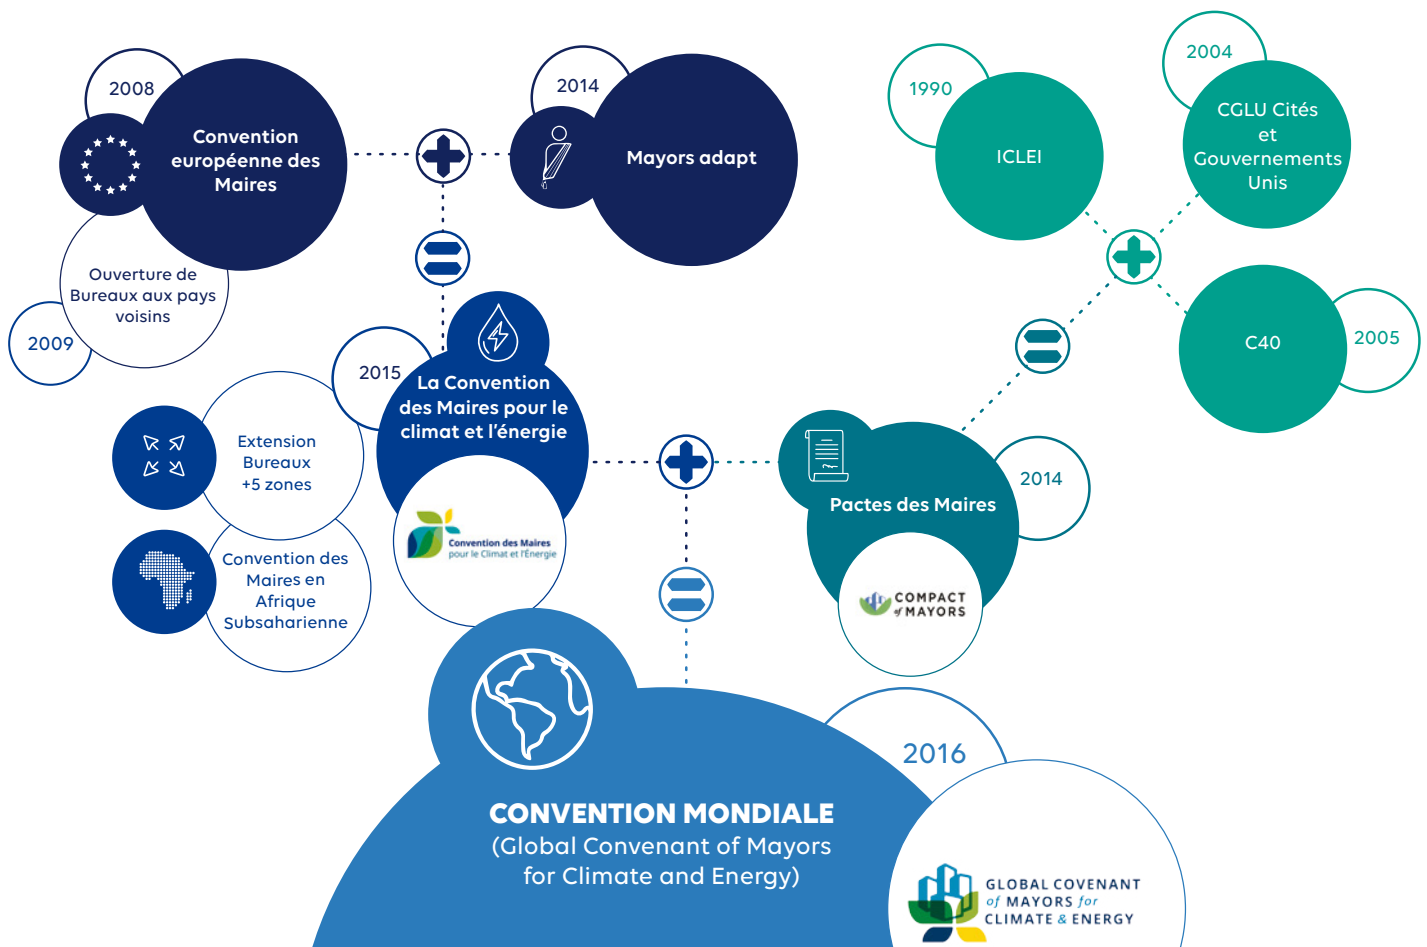 2008
Convention
européenne des
Maires
Ouverture de
Bureaux aux pays
voisins
2009
2014
Mayors adapt
1990
ICLEI
2004
CGLU Cités
et
Gouvernements
Unis
C40
2005
2015
La Convention
des Maires pour le
climat et l'énergie
Convention des Maires
pour le Climat et l'Énergie
Extension
Bureaux
+5 zones
Convention des
Maires en
Afrique
Subsaharienne
Pactes des Maires
2014
COMPACT
of MAYORS
2016
CONVENTION MONDIALE
(Global Convenant of Mayors
for Climate and Energy)
GLOBAL COVENANT
of MAYORS for
CLIMATE & ENERGY